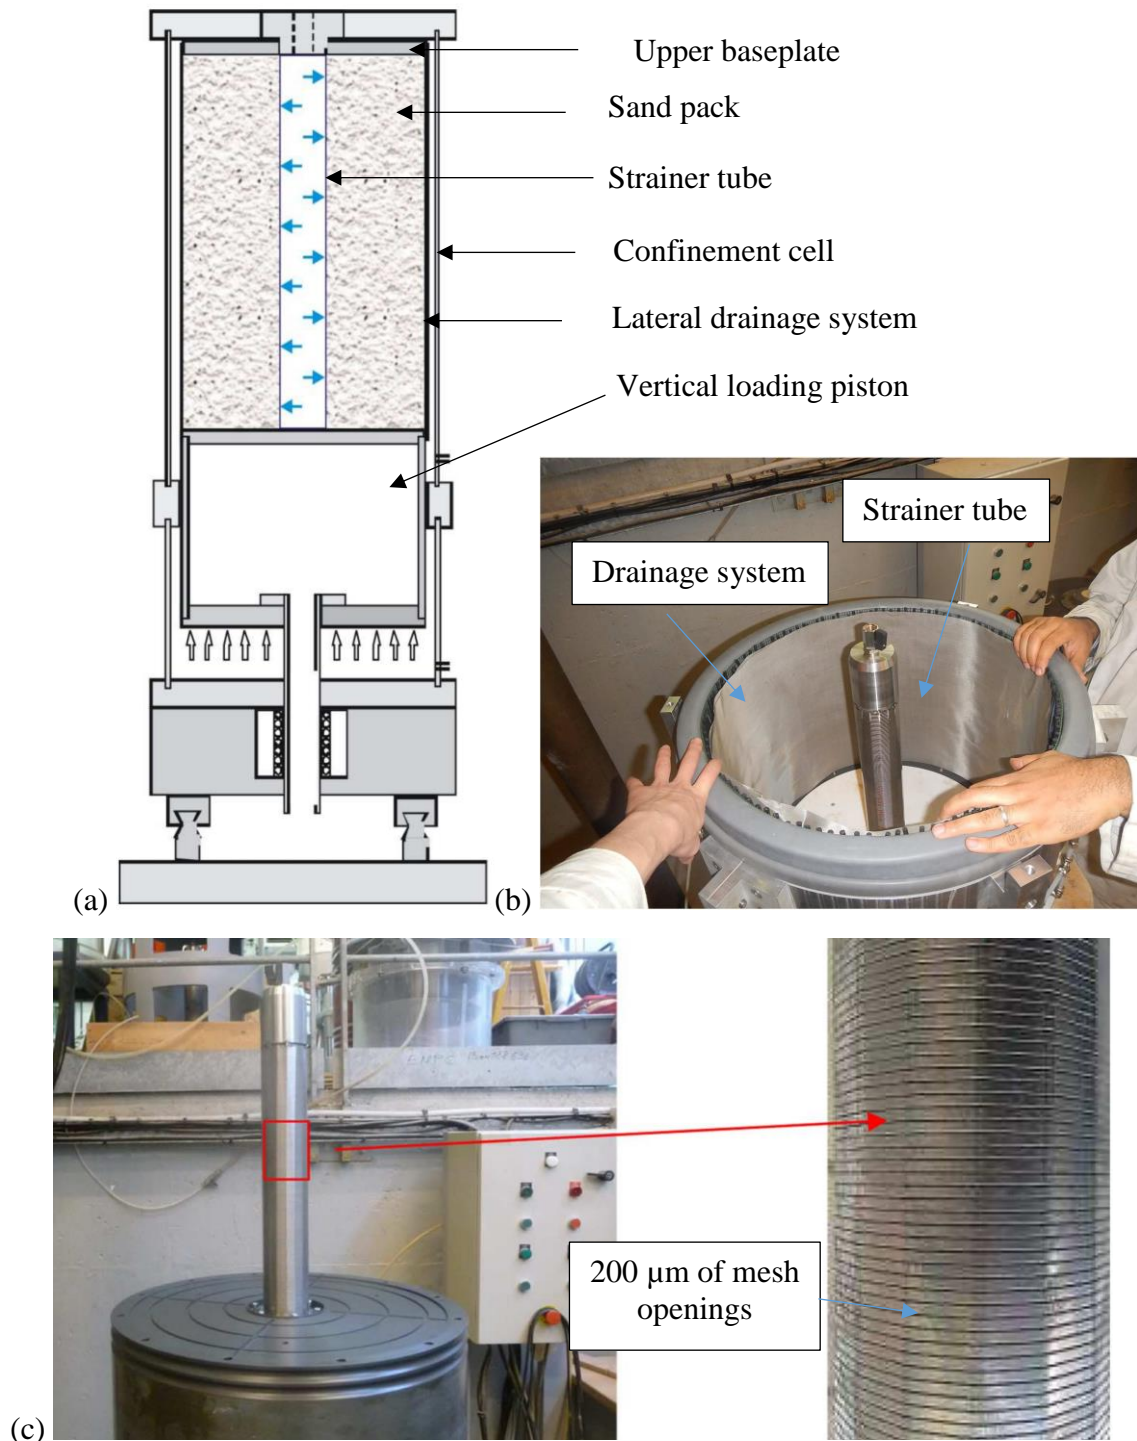 Upper baseplate
Sand pack
Strainer tube
Confinement cell
Lateral drainage system
Vertical loading piston
Strainer tube
Drainage system
(a)
(b)
200 µm of mesh
openings
(c)